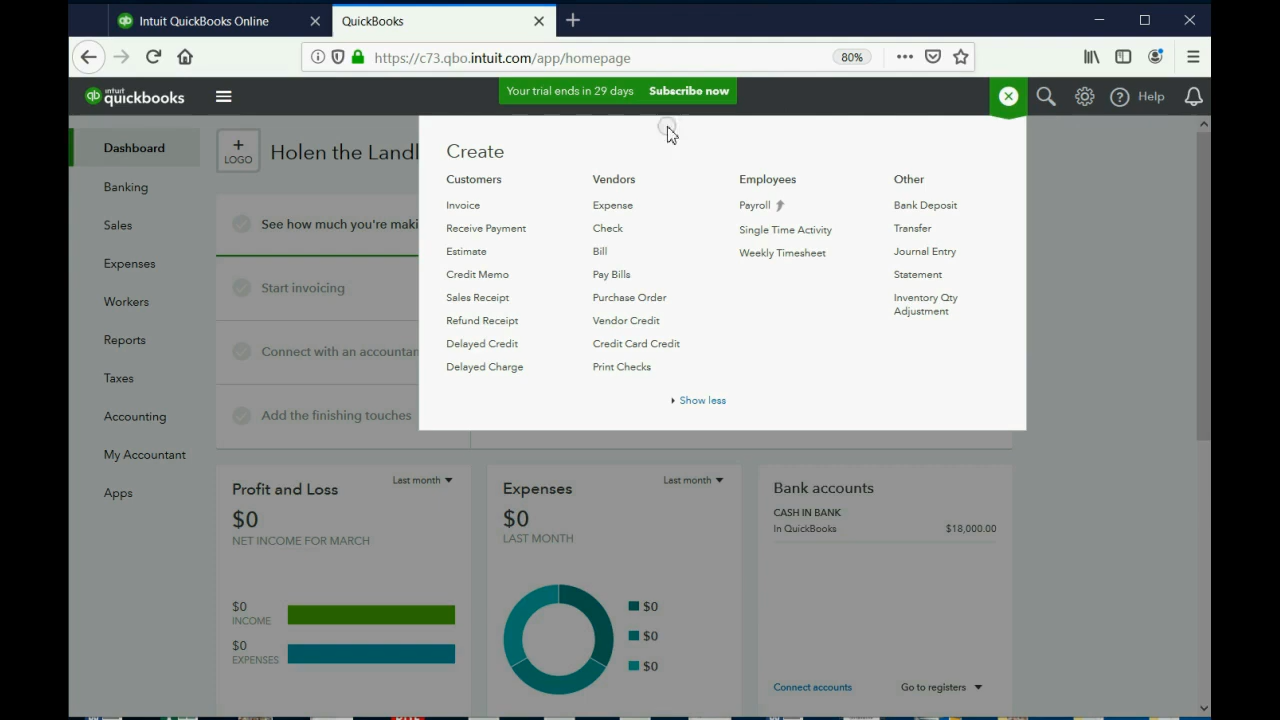 Intuit QuickBooks Online
QuickBooks
https://c73.qbo.intuit.com/app/homepage
80%
intuit
quickbooks
Your trial ends in 29 days Subscribe now
Help
Dashboard
Banking
Sales
Expenses
Workers
Reports
Taxes
Accounting
My Accountant
Apps
+
LOGO
Holen the Landl
See how much you're maki
Start invoicing
Connect with an accountan
Add the finishing touches
Create
Customers
Invoice
Receive Payment
Estimate
Credit Memo
Sales Receipt
Refund Receipt
Delayed Credit
Delayed Charge
Vendors
Expense
Check
Bill
Pay Bills
Purchase Order
Vendor Credit
Credit Card Credit
Print Checks
Employees
Payroll
Single Time Activity
Weekly Timesheet
Other
Bank Deposit
Transfer
Journal Entry
Statement
Inventory Qty
Adjustment
Show less
Profit and Loss
Last month
$0
NET INCOME FOR MARCH
$0
INCOME
$0
EXPENSES
Expenses
Last month
$0
LAST MONTH
$0
$0
$0
Bank accounts
CASH IN BANK
In QuickBooks $18,000.00
Connect accounts
Go to registers